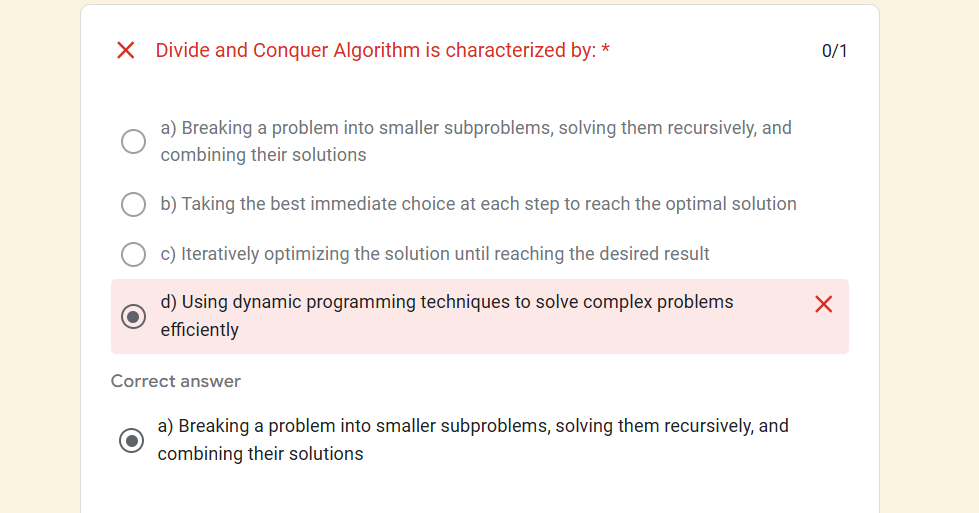 Divide and Conquer Algorithm is characterized by: * 0/1
a) Breaking a problem into smaller subproblems, solving them recursively, and
combining their solutions
b) Taking the best immediate choice at each step to reach the optimal solution
c) Iteratively optimizing the solution until reaching the desired result
d) Using dynamic programming techniques to solve complex problems
efficiently
Correct answer
a) Breaking a problem into smaller subproblems, solving them recursively, and
combining their solutions